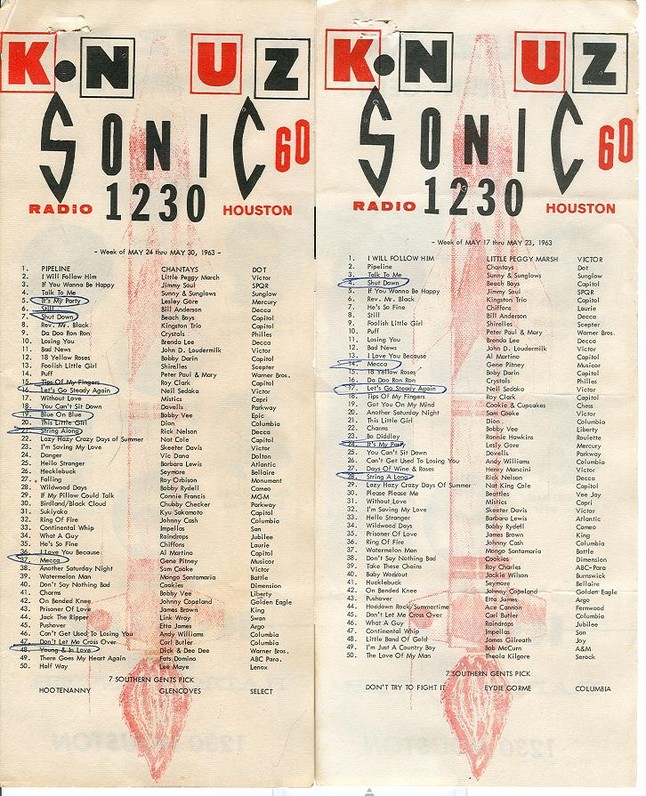 K·NUZ
SONIC 60
RADIO 1230 HOUSTON
- Week of MAY 24 thru MAY 30, 1963 -
1. PIPELINE CHANTAYS DOT
2. I Will Follow Him Little Peggy March Victor
3. If You Wanna Be Happy Jimmy Soul SPQR
4. Talk To Me Sunny & Sunglows Sunglow
5. It's My Party Lesley Gore Mercury
6. Still Bill Anderson Decca
7. Shut Down Beach Boys Capitol
8. Rev. Mr. Black Kingston Trio Capitol
9. Da Doo Ron Ron Crystals Philles
10. Losing You Brenda Lee Decca
11. Bad News John D. Loudermilk Victor
12. 18 Yellow Roses Bobby Darin Capitol
13. Foolish Little Girl Shirelles Scepter
14. Puff Peter Paul & Mary Warner Bros.
15. Tips Of My Fingers Roy Clark Capitol
16. Let's Go Steady Again Neil Sedaka Victor
17. Without Love Mistics Capri
18. You Can't Sit Down Dovells Parkway
19. Blue On Blue Bobby Vee Epic
20. This Little Girl Dion Columbia
21. String Along Rick Nelson Decca
22. Lazy Hazy Crazy Days of Summer Nat Cole Capitol
23. I'm Saving My Love Skeeter Davis Victor
24. Danger Vic Dana Dolton
25. Hello Stranger Barbara Lewis Atlantic
26. Hucklebuck Seymore Bellaire
27. Falling Roy Orbison Monument
28. Wildwood Days Bobby Rydell Cameo
29. If My Pillow Could Talk Connie Francis MGM
30. Birdland/Black Cloud Chubby Checker Parkway
31. Sukiyaka Kyu Sakamoto Capitol
32. Ring Of Fire Johnny Cash Columbia
33. Continental Whip Impellas San
34. What A Guy Raindrops Jubilee
35. He's So Fine Chiffons Laurie
36. I Love You Because Al Martino Capitol
37. Mecca Gene Pitney Musicor
38. Another Saturday Night Sam Cooke Victor
39. Watermelon Man Mongo Santamaria Battle
40. Don't Say Nothing Bad Cookies Dimension
41. Charms Bobby Vee Liberty
42. On Bended Knee Johnny Copeland Golden Eagle
43. Prisoner Of Love James Brown King
44. Jack The Ripper Link Wray Swan
45. Pushover Etta James Argo
46. Can't Get Used To Losing You Andy Williams Columbia
47. Don't Let Me Cross Over Carl Butler Columbia
48. Young & In Love Dick & Dee Dee Warner Bros.
49. There Goes My Heart Again Fats Domino ABC Para.
50. Half Way Lee Maye Lenox
7 SOUTHERN GENTS PICK
HOOTENANNY GLENCOVES SELECT
K·NUZ
SONIC 60
RADIO 1230 HOUSTON
- Week of MAY 17 thru MAY 23, 1963
1. I WILL FOLLOW HIM LITTLE PEGGY MARSH VICTOR
2. Pipeline Chantays Dot
3. Talk To Me Sunny & Sunglows Sunglow
4. Shut Down Beach Boys Capitol
5. If You Wanna Be Happy Jimmy Soul SPQR
6. Rev. Mr. Black Kingston Trio Capitol
7. He's So Fine Chiffons Laurie
8. Still Bill Anderson Decca
9. Foolish Little Girl Shirelles Scepter
10. Puff Peter Paul & Mary Warner Bros.
11. Losing You Brenda Lee Decca
12. Bad News John D. Loudermilk Victor
13. I Love You Because Al Martino Capitol
14. Mecca Gene Pitney Musicor
15. 18 Yellow Roses Boby Darin Capitol
16. Da Doo Ron Ron Crystals Philles
17. Let's Go Steady Again Neil Sedaka Victor
18. Tips Of My Fingers Roy Clark Capitol
19. Got You On My Mind Cookie & Cupcakes Chess
20. Another Saturday Night Sam Cooke Victor
21. This Little Girl Dion Columbia
22. Charms Bobby Vee Liberty
23. Bo Diddley Ronnie Hawkins Roulette
24. It's My Party Lesly Gore Mercury
25. You Can't Sit Down Dovells Parkway
26. Can't Get Used To Losing You Andy Williams Columbia
27. Days Of Wine & Roses Henry Mancini Victor
28. String A Long Rick Nelson Decca
29. Lazy Hazy Crazy Days Of Summer Nat King Cole Capitol
30. Please Please Me Beattles Vee Jay
31. Without Love Mistics Capri
32. I'm Saving My Love Skeeter Davis Victor
33. Hello Stranger Barbara Lewis Atlantic
34. Wildwood Days Bobby Rydell Cameo
35. Prisoner Of Love James Brown King
36. Ring Of Fire Johnny Cash Columbia
37. Watermelon Man Mongo Santamaria Battle
38. Don't Say Nothing Bad Cookies Dimension
39. Take These Chains Ray Charles ABC-Para
40. Baby Workout Jackie Wilson Brunswick
41. Hucklebuck Seymore Bellaire
42. On Bended Knee Johnny Copeland Golden Eagle
43. Pushover Etta James Argo
44. Hoedown Rock/Summertime Ace Cannon Fernwood
45. Don't Let Me Cross Over Carl Butler Columbia
46. What A Guy Raindrops Jubilee
47. Continental Whip Impellas San
48. Little Band Of Gold James Gilreath Joy
49. I'm Just A Country Boy Bob McCurn A&M
50. The Love Of My Man Theola Kilgore Serock
7 SOUTHERN GENTS PICK
DON'T TRY TO FIGHT IT EYDIE GORME COLUMBIA